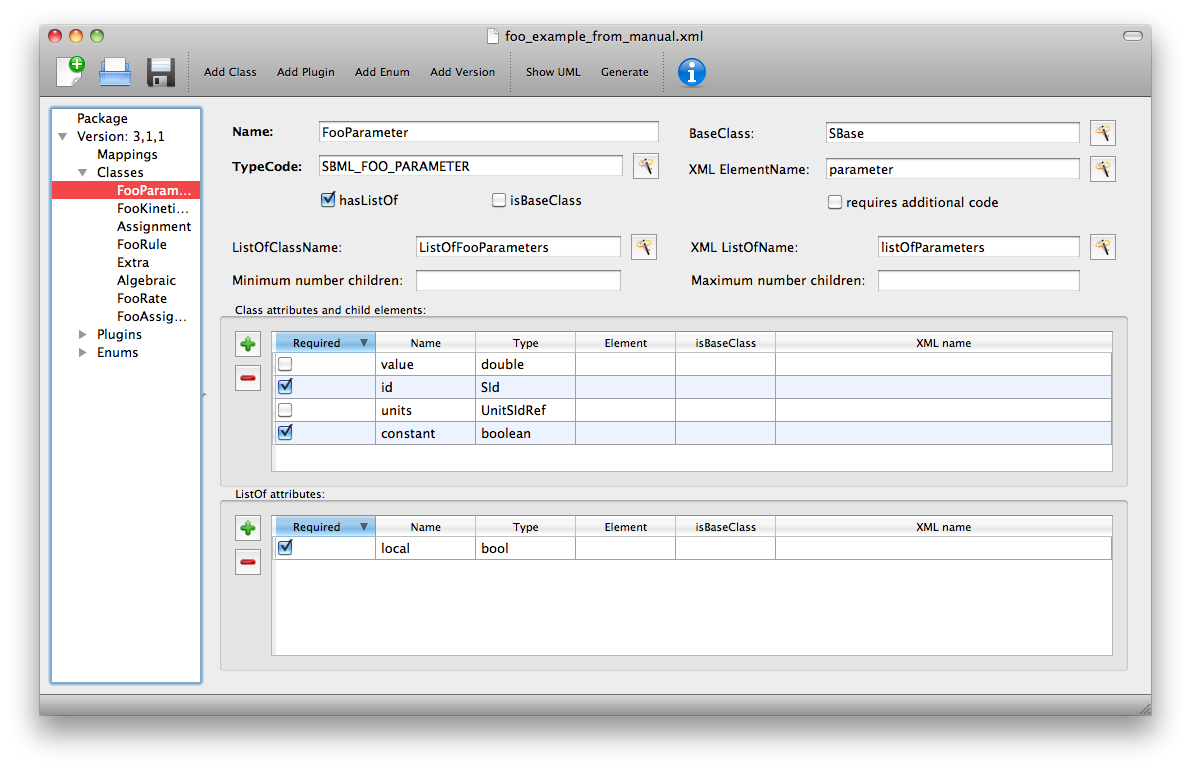 foo_example_from_manual.xml
Add Class Add Plugin Add Enum Add Version Show UML Generate
Package
Version: 3,1,1
Mappings
Classes
FooParam...
FooKineti...
Assignment
FooRule
Extra
Algebraic
FooRate
FooAssig...
Plugins
Enums
Name: FooParameter BaseClass: SBase
TypeCode: SBML_FOO_PARAMETER XML ElementName: parameter
hasListOf isBaseClass requires additional code
ListOfClassName: ListOfFooParameters XML ListOfName: listOfParameters
Minimum number children: Maximum number children:
Class attributes and child elements:
Required Name Type Element isBaseClass XML name
value double
id SId
units UnitSIdRef
constant boolean
ListOf attributes:
Required Name Type Element isBaseClass XML name
local bool